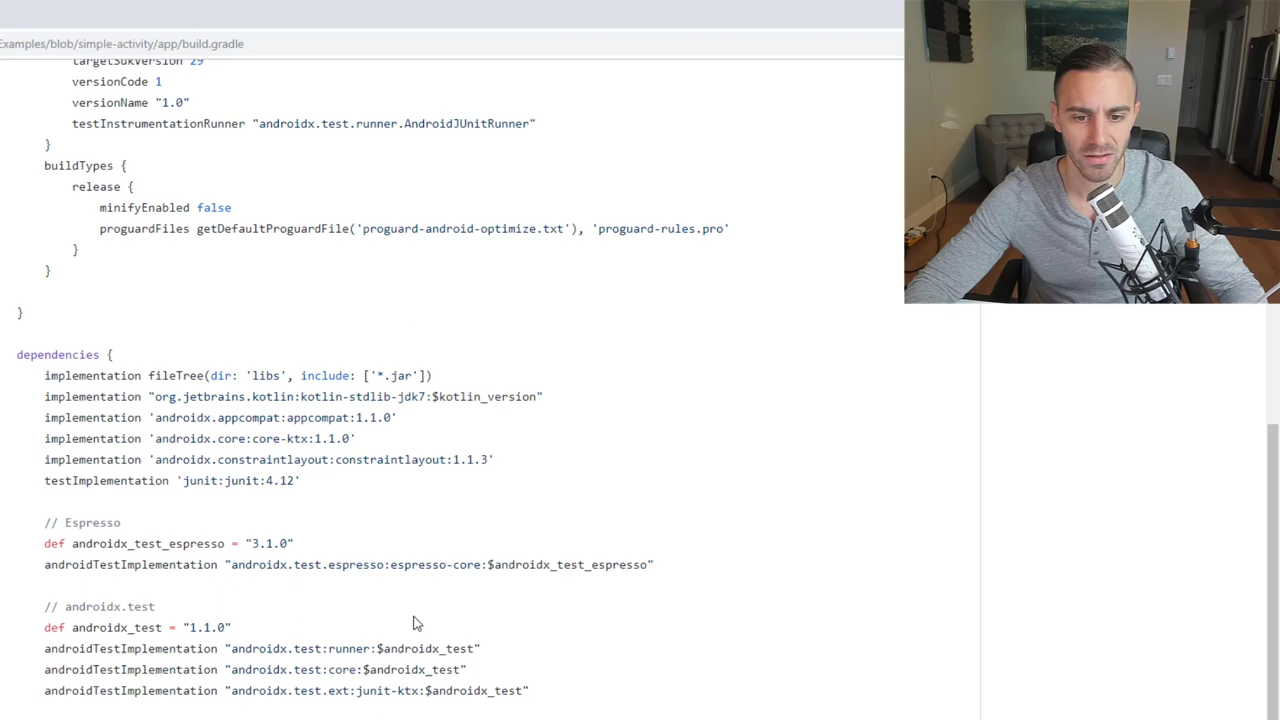 Examples/blob/simple-activity/app/build.gradle
targetSdkVersion 29
versionCode 1
versionName "1.0"
testInstrumentationRunner "androidx.test.runner.AndroidJUnitRunner"
}
buildTypes {
release {
minifyEnabled false
proguardFiles getDefaultProguardFile('proguard-android-optimize.txt'), 'proguard-rules.pro'
}
}
}
dependencies {
implementation fileTree(dir: 'libs', include: ['*.jar'])
implementation "org.jetbrains.kotlin:kotlin-stdlib-jdk7:$kotlin_version"
implementation 'androidx.appcompat:appcompat:1.1.0'
implementation 'androidx.core:core-ktx:1.1.0'
implementation 'androidx.constraintlayout:constraintlayout:1.1.3'
testImplementation 'junit:junit:4.12'
// Espresso
def androidx_test_espresso = "3.1.0"
androidTestImplementation "androidx.test.espresso:espresso-core:$androidx_test_espresso"
// androidx.test
def androidx_test = "1.1.0"
androidTestImplementation "androidx.test:runner:$androidx_test"
androidTestImplementation "androidx.test:core:$androidx_test"
androidTestImplementation "androidx.test.ext:junit-ktx:$androidx_test"